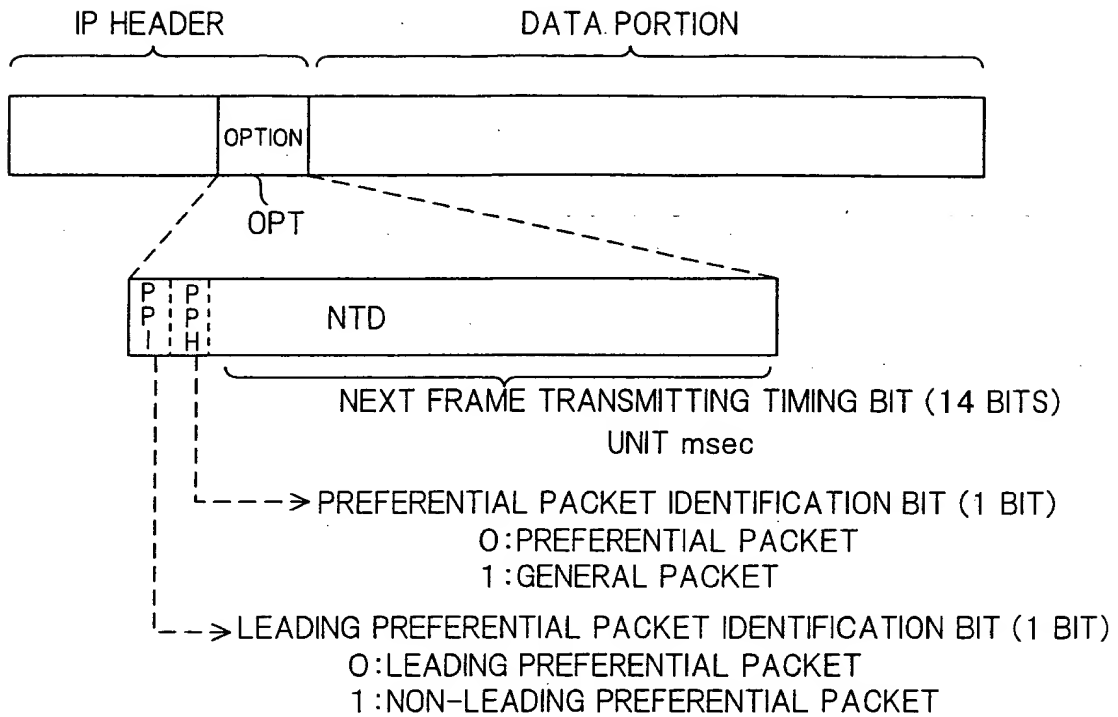 IP HEADER
DATA PORTION
OPTION
OPT
PPI
PPH
NTD
NEXT FRAME TRANSMITTING TIMING BIT (14 BITS)
UNIT msec
PREFERENTIAL PACKET IDENTIFICATION BIT (1 BIT)
0:PREFERENTIAL PACKET
1:GENERAL PACKET
LEADING PREFERENTIAL PACKET IDENTIFICATION BIT (1 BIT)
0:LEADING PREFERENTIAL PACKET
1:NON-LEADING PREFERENTIAL PACKET